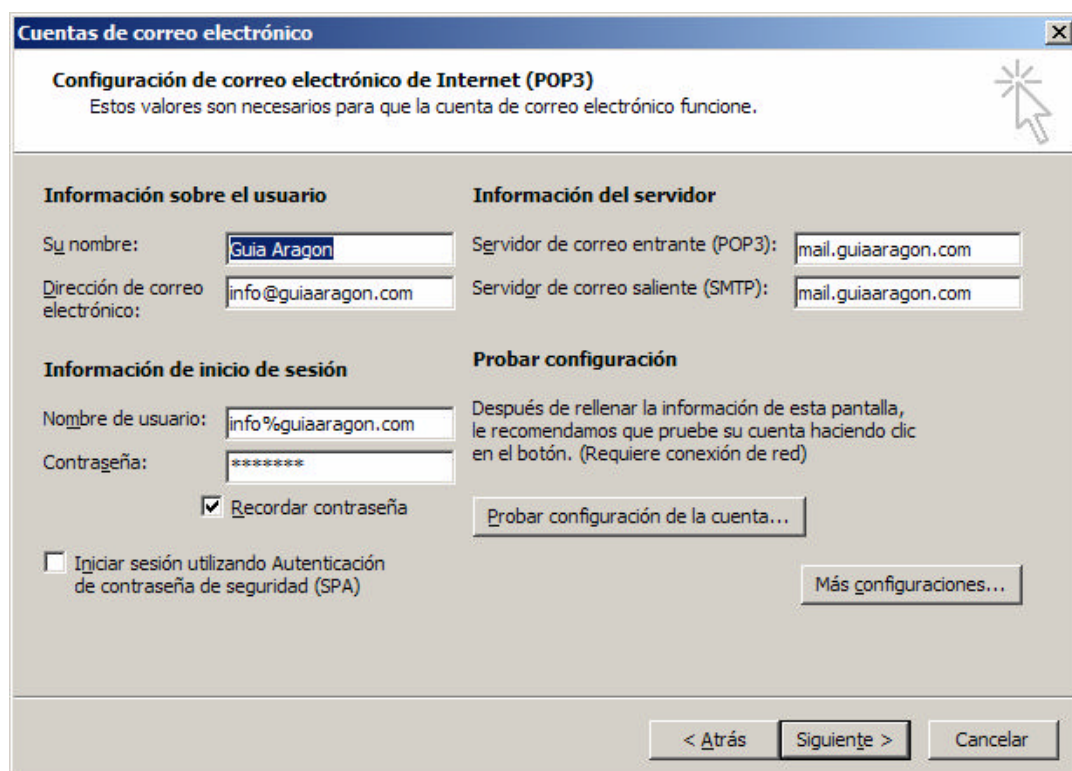 Cuentas de correo electrónico
Configuración de correo electrónico de Internet (POP3)
Estos valores son necesarios para que la cuenta de correo electrónico funcione.
Información sobre el usuario
Su nombre: Guia Aragon
Dirección de correo
electrónico: info@guiaaragon.com
Información del servidor
Servidor de correo entrante (POP3): mail.guiaaragon.com
Servidor de correo saliente (SMTP): mail.guiaaragon.com
Información de inicio de sesión
Nombre de usuario: info%guiaaragon.com
Contraseña: *******
Recordar contraseña
Iniciar sesión utilizando Autenticación
de contraseña de seguridad (SPA)
Probar configuración
Después de rellenar la información de esta pantalla,
le recomendamos que pruebe su cuenta haciendo clic
en el botón. (Requiere conexión de red)
Probar configuración de la cuenta...
Más configuraciones...
< Atrás
Siguiente >
Cancelar